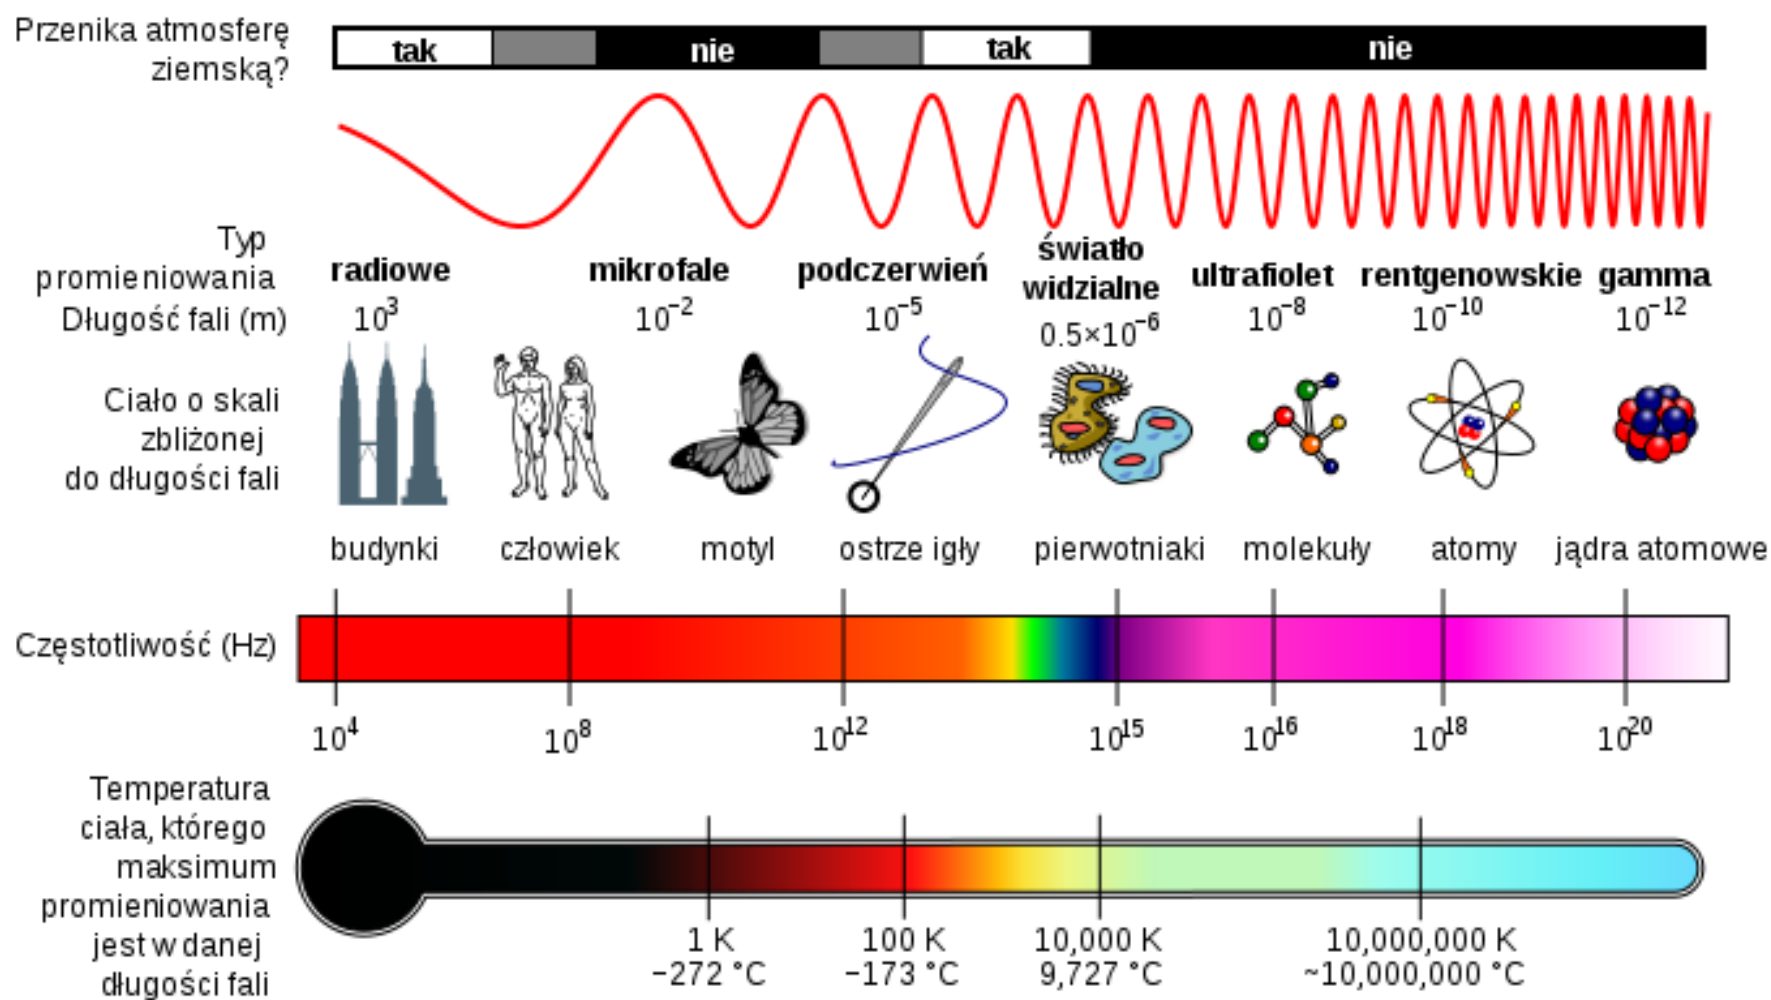 Przenika atmosferę
ziemską?
tak nie tak nie
Typ
promieniowania
radiowe mikrofale podczerwień światło widzialne ultrafiolet rentgenowskie gamma
Długość fali (m)
10³ 10⁻² 10⁻⁵ 0.5×10⁻⁶ 10⁻⁸ 10⁻¹⁰ 10⁻¹²
Ciało o skali
zbliżonej
do długości fali
budynki człowiek motyl ostrze igły pierwotniaki molekuły atomy jądra atomowe
Częstotliwość (Hz)
10⁴ 10⁸ 10¹² 10¹⁵ 10¹⁶ 10¹⁸ 10²⁰
Temperatura
ciała, którego
maksimum
promieniowania
jest w danej
długości fali
1 K 100 K 10,000 K 10,000,000 K
−272 °C −173 °C 9,727 °C ~10,000,000 °C